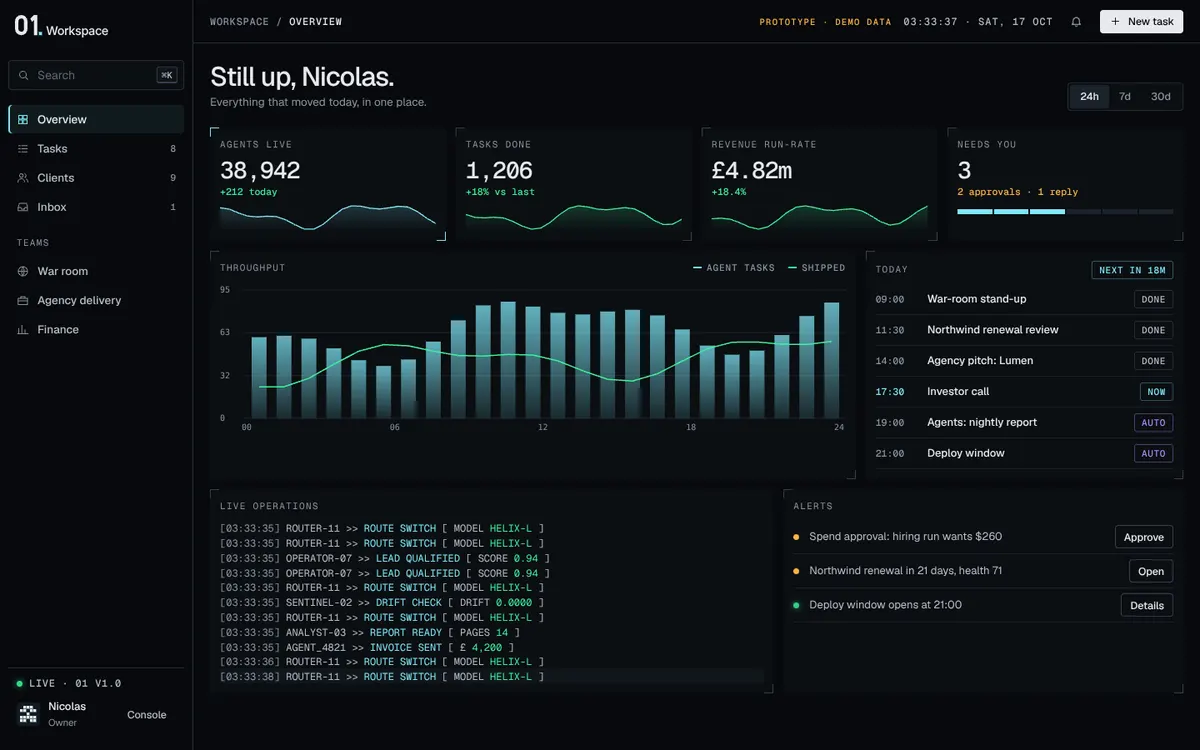 01. Workspace
Search ⌘K
Overview
Tasks 8
Clients 9
Inbox 1
TEAMS
War room
Agency delivery
Finance
LIVE · 01 V1.0
Nicolas
Owner
Console
WORKSPACE / OVERVIEW
PROTOTYPE · DEMO DATA 03:33:37 · SAT, 17 OCT
+ New task
Still up, Nicolas.
Everything that moved today, in one place.
24h 7d 30d
AGENTS LIVE
38,942
+212 today
TASKS DONE
1,206
+18% vs last
REVENUE RUN-RATE
£4.82m
+18.4%
NEEDS YOU
3
2 approvals · 1 reply
THROUGHPUT
AGENT TASKS SHIPPED
95
63
32
0
00 06 12 18 24
TODAY NEXT IN 18M
09:00 War-room stand-up DONE
11:30 Northwind renewal review DONE
14:00 Agency pitch: Lumen DONE
17:30 Investor call NOW
19:00 Agents: nightly report AUTO
21:00 Deploy window AUTO
LIVE OPERATIONS
[03:33:35] ROUTER-11 >> ROUTE SWITCH [ MODEL HELIX-L ]
[03:33:35] ROUTER-11 >> ROUTE SWITCH [ MODEL HELIX-L ]
[03:33:35] OPERATOR-07 >> LEAD QUALIFIED [ SCORE 0.94 ]
[03:33:35] OPERATOR-07 >> LEAD QUALIFIED [ SCORE 0.94 ]
[03:33:35] ROUTER-11 >> ROUTE SWITCH [ MODEL HELIX-L ]
[03:33:35] SENTINEL-02 >> DRIFT CHECK [ DRIFT 0.0000 ]
[03:33:35] ROUTER-11 >> ROUTE SWITCH [ MODEL HELIX-L ]
[03:33:35] ANALYST-03 >> REPORT READY [ PAGES 14 ]
[03:33:35] AGENT_4821 >> INVOICE SENT [ £ 4,200 ]
[03:33:36] ROUTER-11 >> ROUTE SWITCH [ MODEL HELIX-L ]
[03:33:38] ROUTER-11 >> ROUTE SWITCH [ MODEL HELIX-L ]
ALERTS
Spend approval: hiring run wants $260 Approve
Northwind renewal in 21 days, health 71 Open
Deploy window opens at 21:00 Details